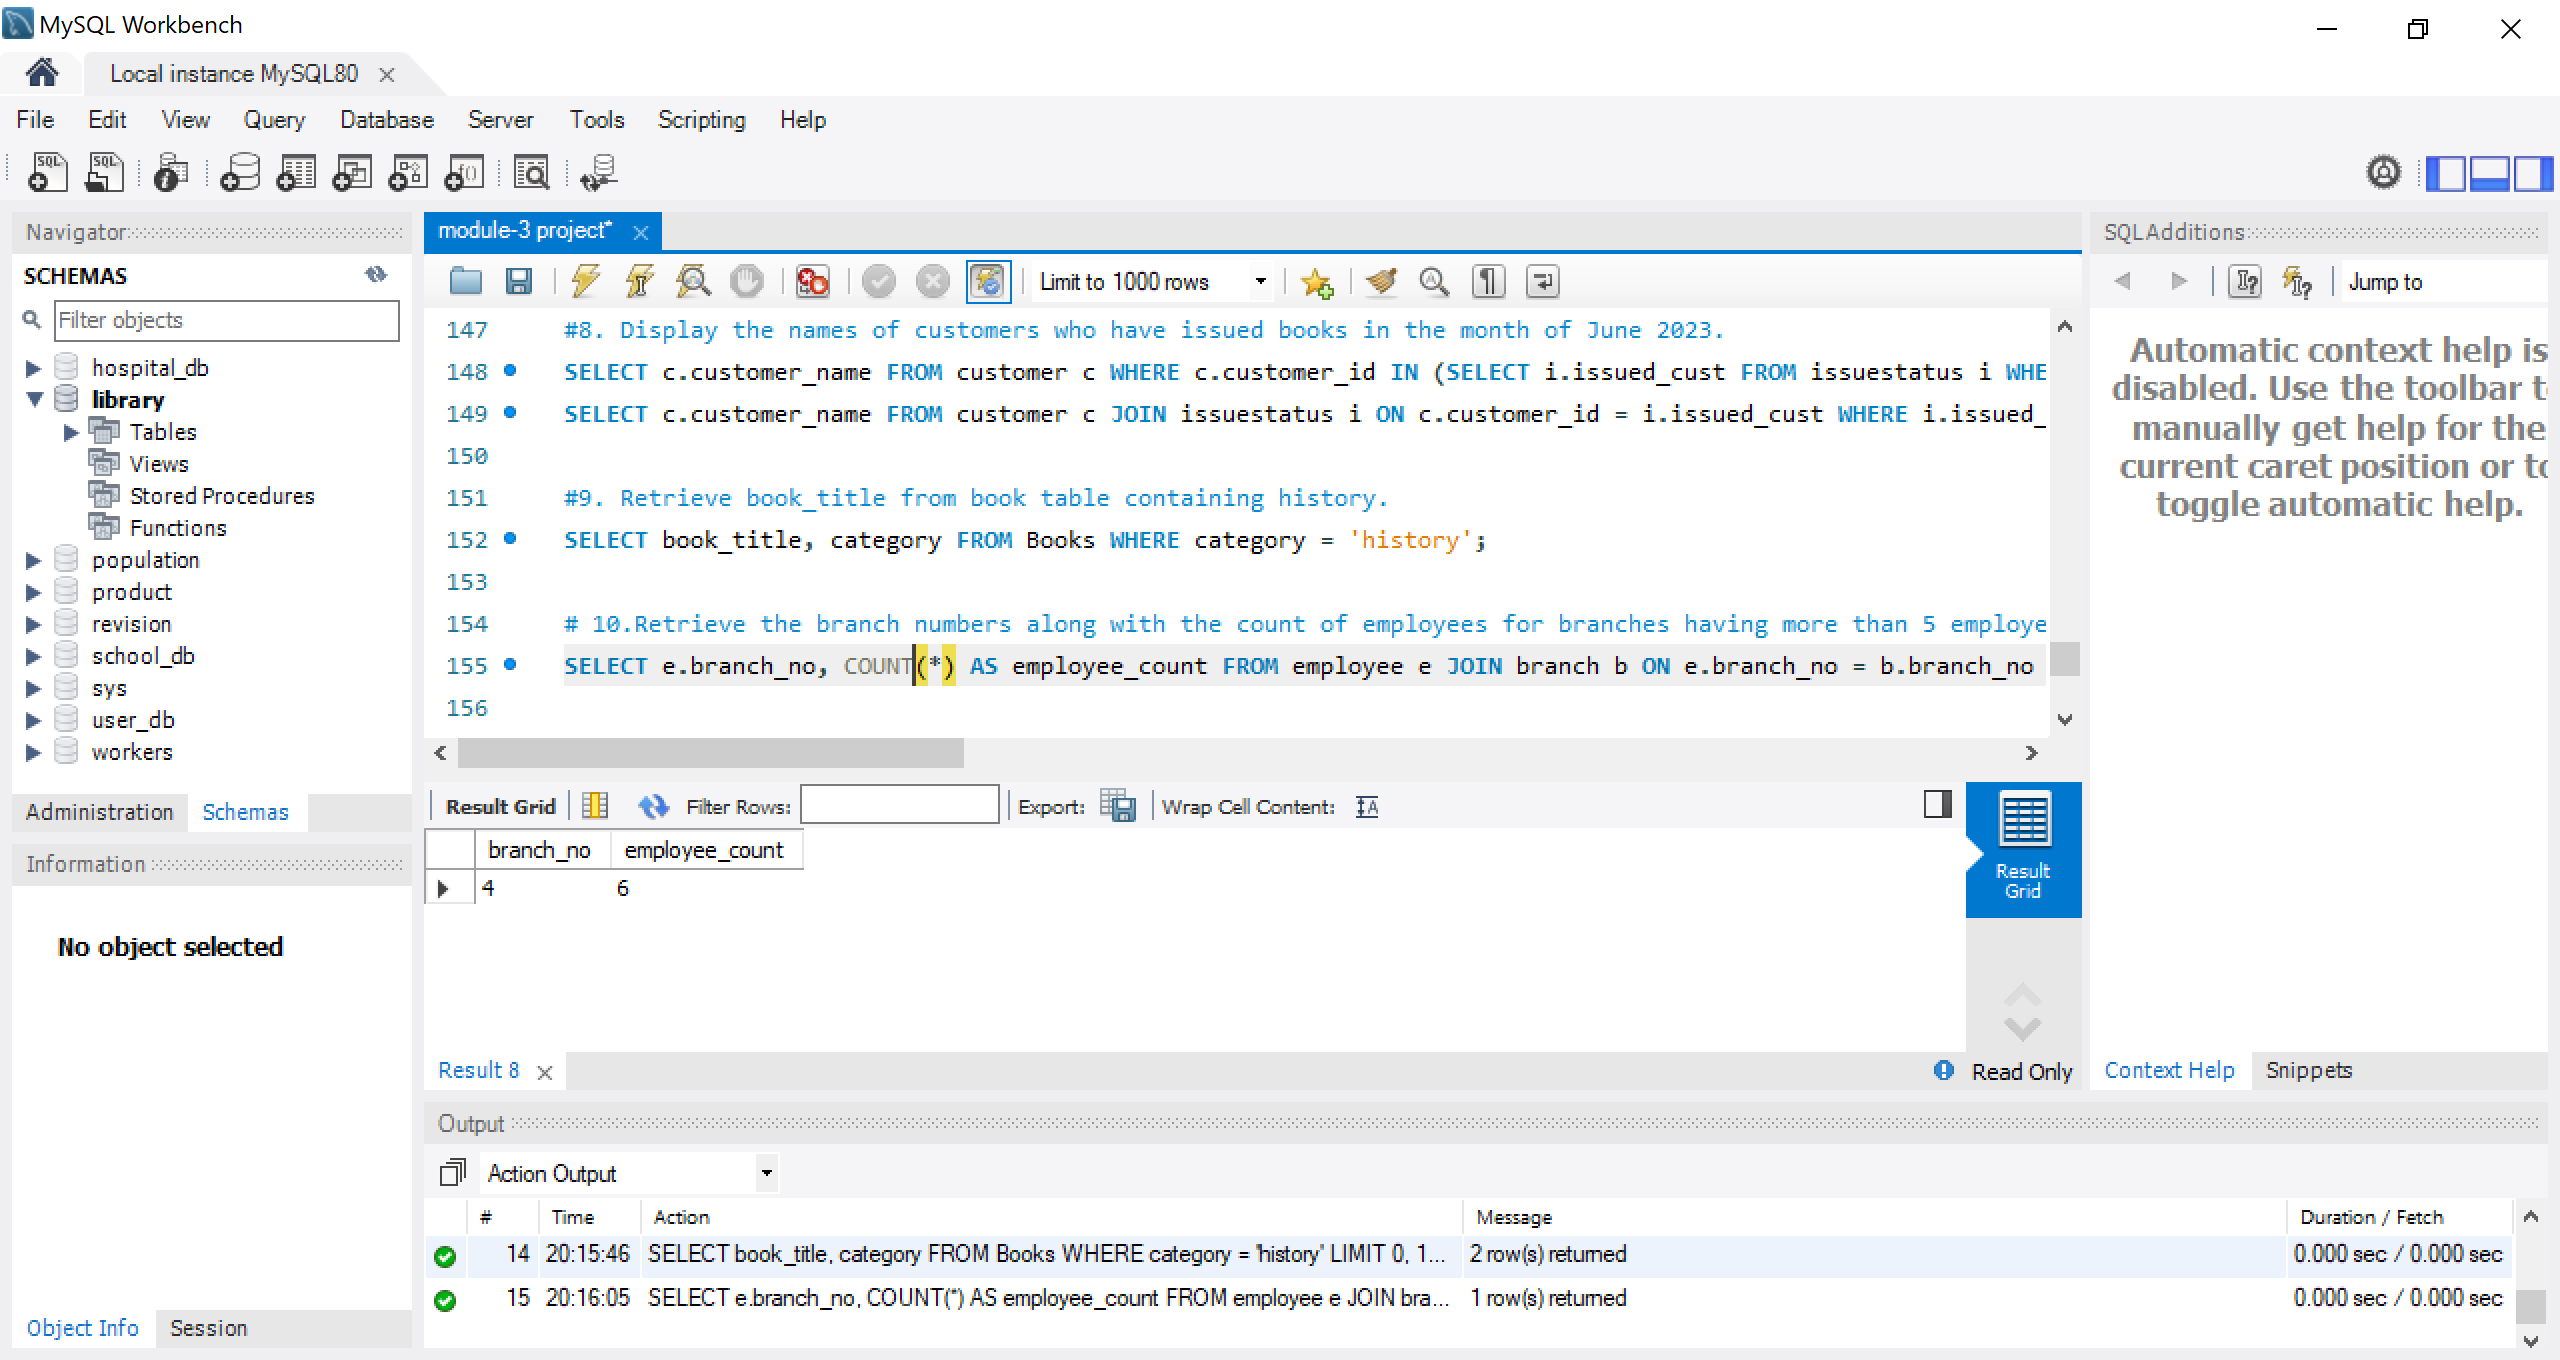 MySQL Workbench
Local instance MySQL80
File Edit View Query Database Server Tools Scripting Help
Navigator
SCHEMAS
Filter objects
hospital_db
library
Tables
Views
Stored Procedures
Functions
population
product
revision
school_db
sys
user_db
workers
Administration Schemas
Information
No object selected
Object Info Session
module-3 project*
Limit to 1000 rows
147 #8. Display the names of customers who have issued books in the month of June 2023.
148 SELECT c.customer_name FROM customer c WHERE c.customer_id IN (SELECT i.issued_cust FROM issuestatus i WHE
149 SELECT c.customer_name FROM customer c JOIN issuestatus i ON c.customer_id = i.issued_cust WHERE i.issued_
150
151 #9. Retrieve book_title from book table containing history.
152 SELECT book_title, category FROM Books WHERE category = 'history';
153
154 # 10.Retrieve the branch numbers along with the count of employees for branches having more than 5 employe
155 SELECT e.branch_no, COUNT(*) AS employee_count FROM employee e JOIN branch b ON e.branch_no = b.branch_no
156
Result Grid Filter Rows: Export: Wrap Cell Content:
branch_no employee_count
4 6
Result Grid
Result 8
Read Only
SQLAdditions
Jump to
Automatic context help is
disabled. Use the toolbar t
manually get help for the
current caret position or to
toggle automatic help.
Context Help Snippets
Output
Action Output
# Time Action Message Duration / Fetch
14 20:15:46 SELECT book_title, category FROM Books WHERE category = 'history' LIMIT 0, 1... 2 row(s) returned 0.000 sec / 0.000 sec
15 20:16:05 SELECT e.branch_no, COUNT(*) AS employee_count FROM employee e JOIN bra... 1 row(s) returned 0.000 sec / 0.000 sec